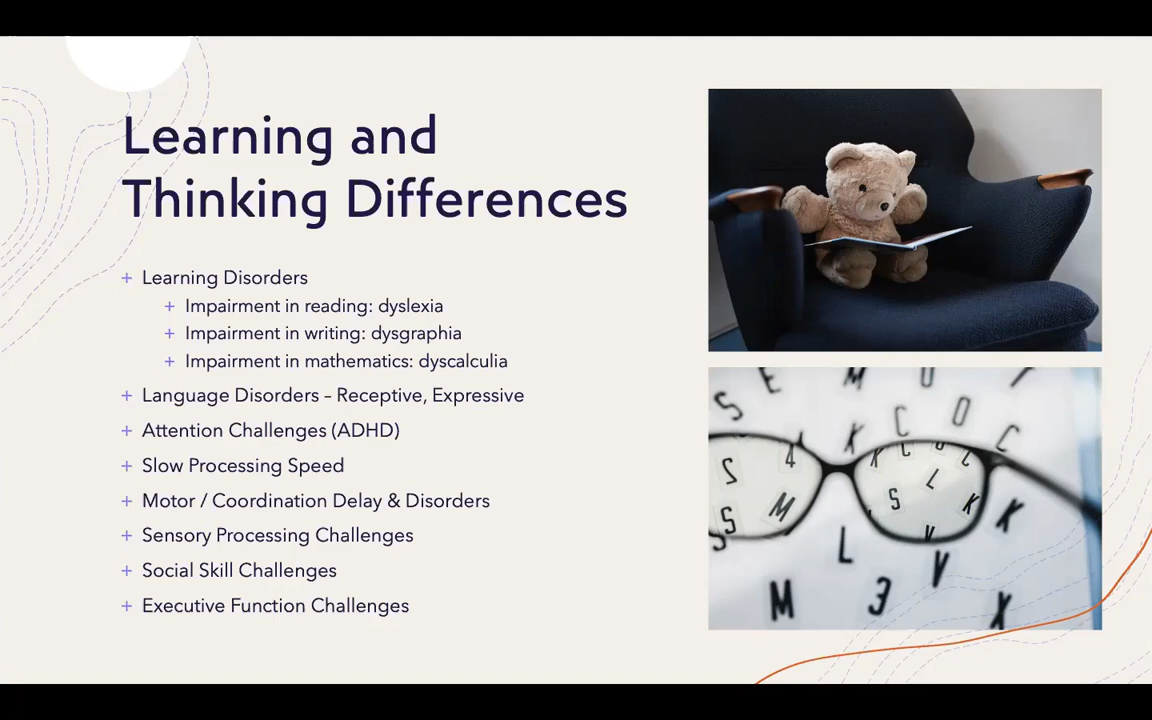 Learning and
Thinking Differences
+ Learning Disorders
+ Impairment in reading: dyslexia
+ Impairment in writing: dysgraphia
+ Impairment in mathematics: dyscalculia
+ Language Disorders – Receptive, Expressive
+ Attention Challenges (ADHD)
+ Slow Processing Speed
+ Motor / Coordination Delay & Disorders
+ Sensory Processing Challenges
+ Social Skill Challenges
+ Executive Function Challenges